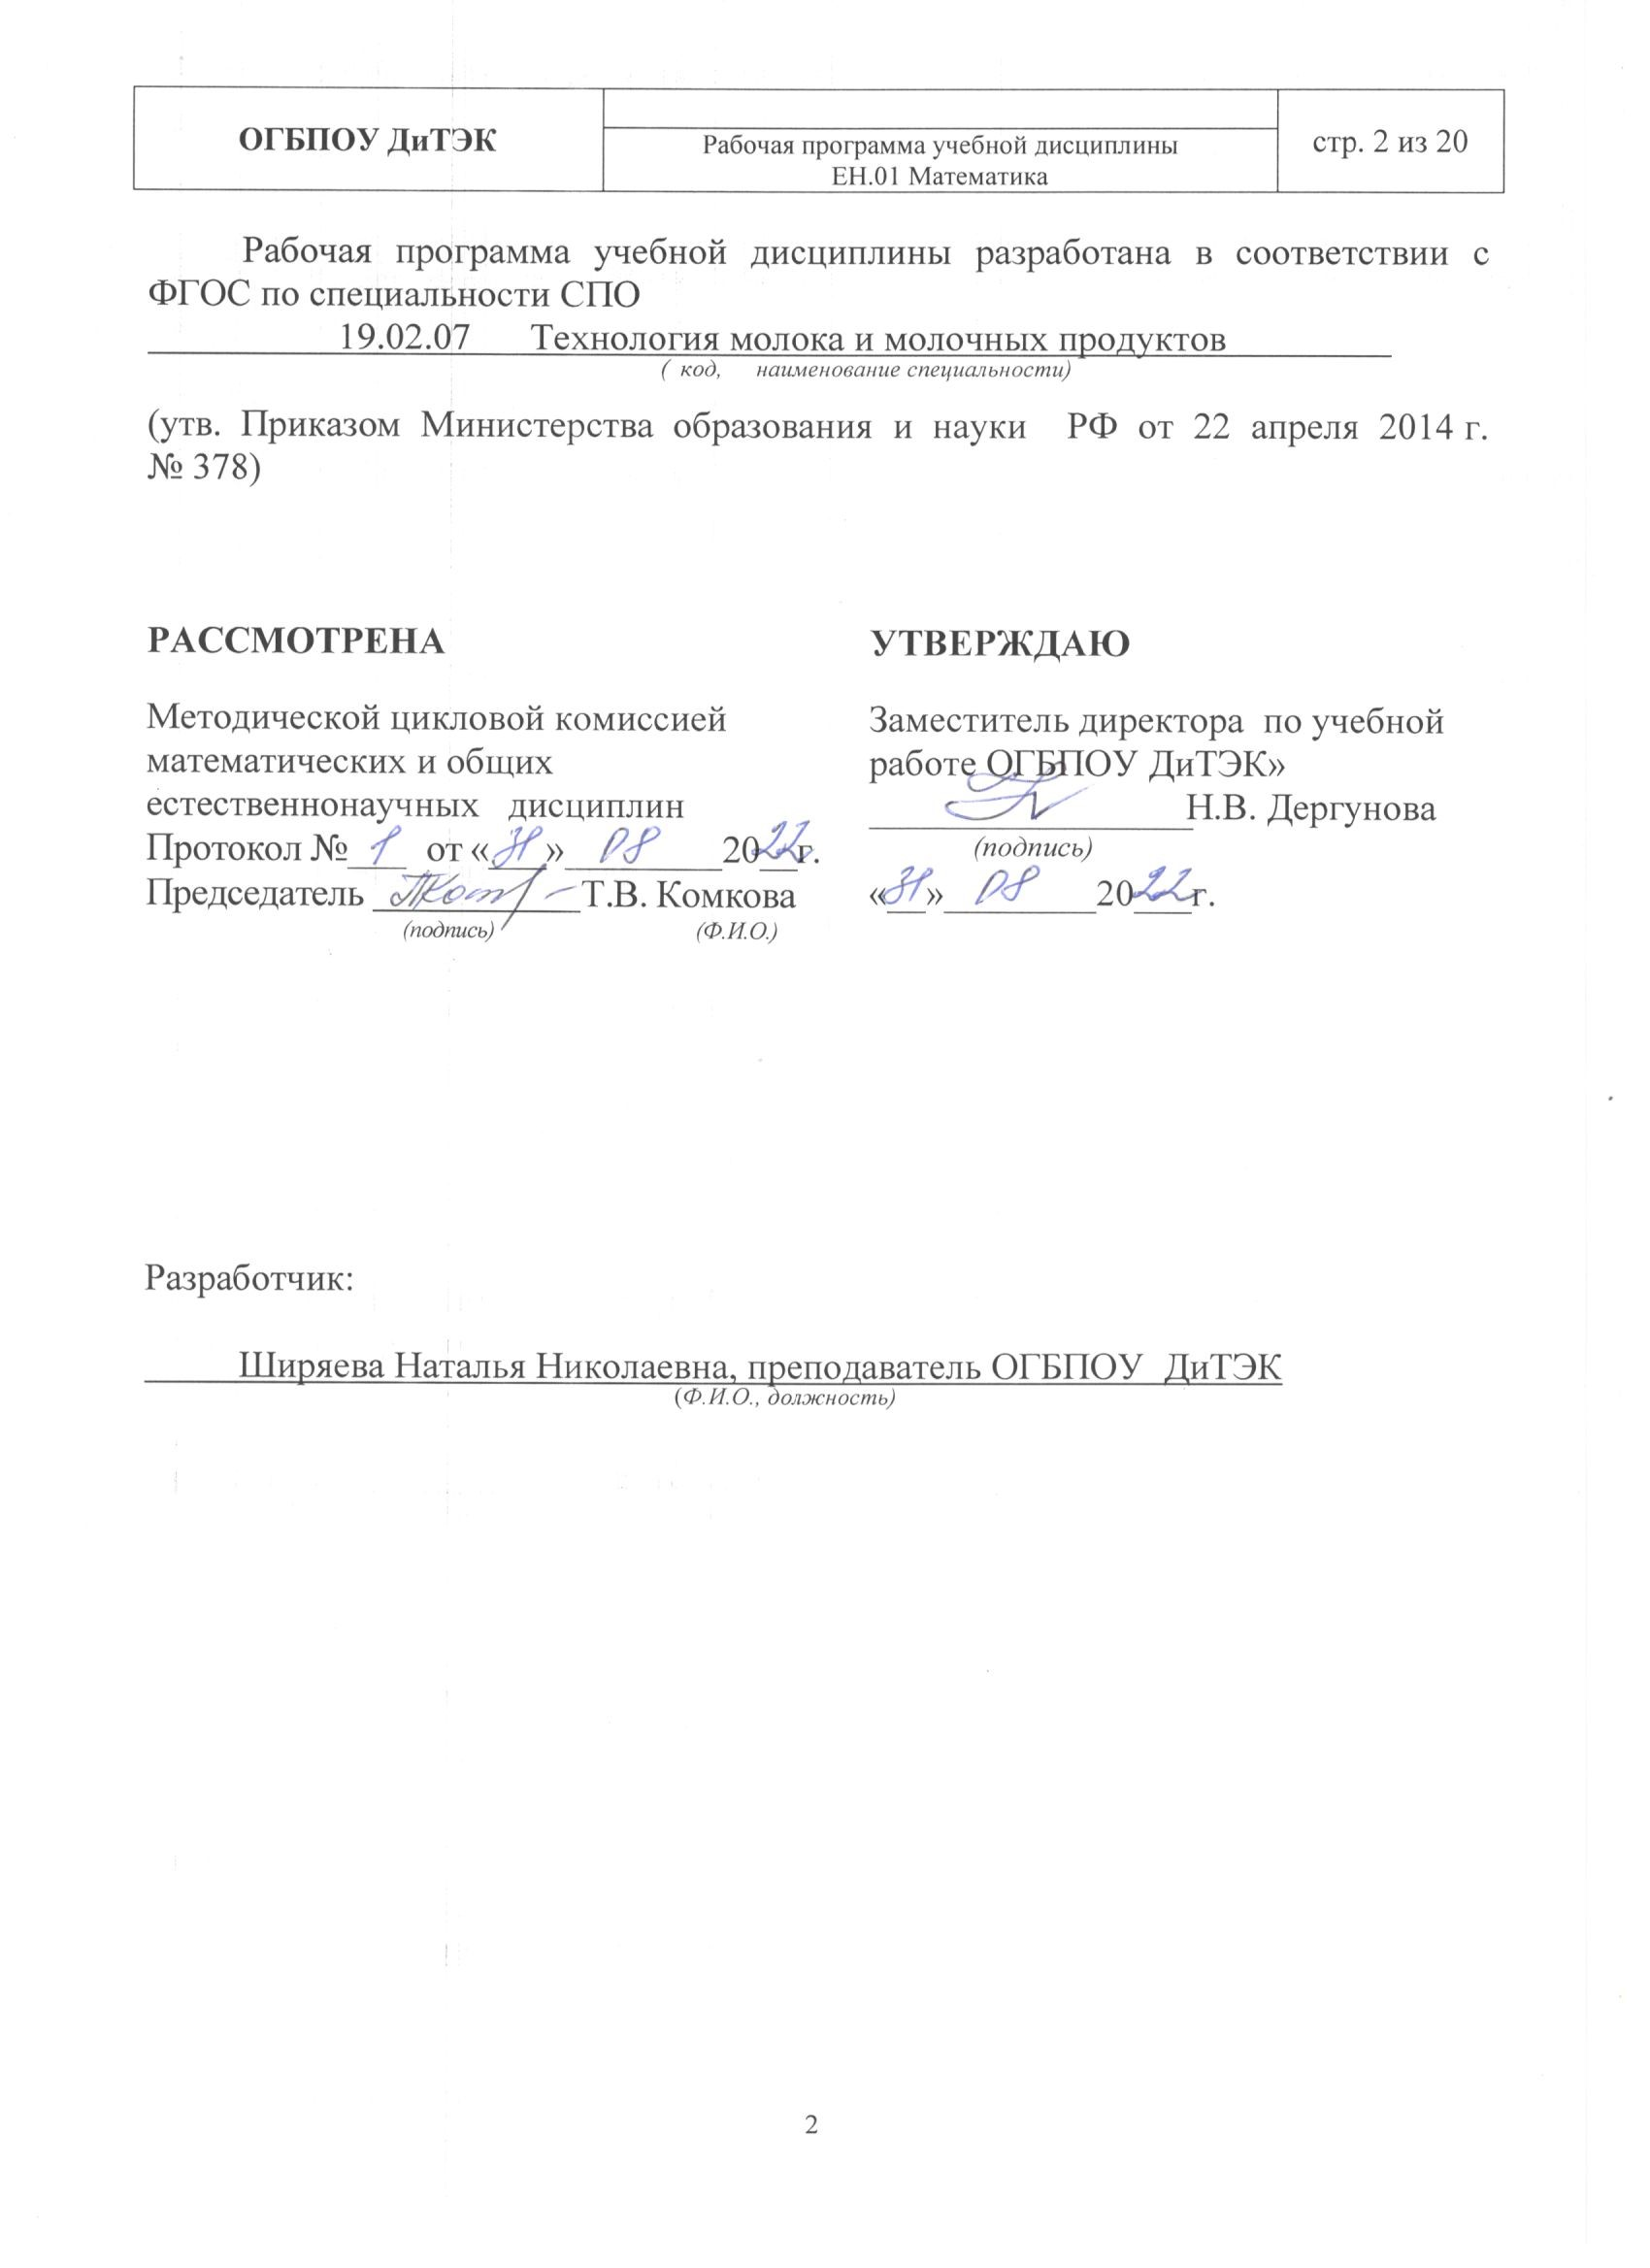 ОГБПОУ ДиТЭК
Рабочая программа учебной дисциплины
ЕН.01 Математика
стр. 2 из 20
Рабочая программа учебной дисциплины разработана в соответствии с
ФГОС по специальности СПО
19.02.07 Технология молока и молочных продуктов
( код, наименование специальности)
(утв. Приказом Министерства образования и науки РФ от 22 апреля 2014 г.
№ 378)
РАССМОТРЕНА
Методической цикловой комиссией
математических и общих
естественнонаучных дисциплин
Протокол № 1 от « 31 » 08 2022 г.
Председатель Т.В. Комкова
(подпись) (Ф.И.О.)
УТВЕРЖДАЮ
Заместитель директора по учебной
работе ОГБПОУ ДиТЭК»
Н.В. Дергунова
(подпись)
«31» 08 2022 г.
Разработчик:
Ширяева Наталья Николаевна, преподаватель ОГБПОУ ДиТЭК
(Ф.И.О., должность)
2